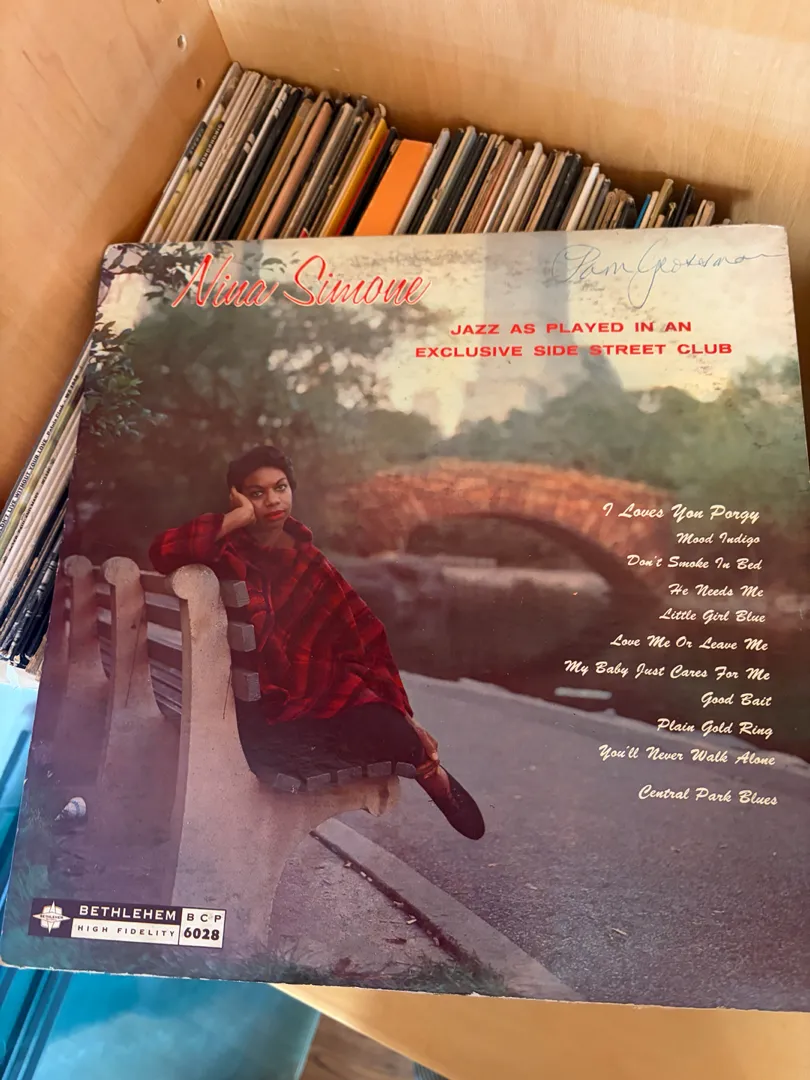 Nina Simone
JAZZ AS PLAYED IN AN
EXCLUSIVE SIDE STREET CLUB
I Loves You Porgy
Mood Indigo
Don't Smoke In Bed
He Needs Me
Little Girl Blue
Love Me Or Leave Me
My Baby Just Cares For Me
Good Bait
Plain Gold Ring
You'll Never Walk Alone
Central Park Blues
BETHLEHEM
HIGH FIDELITY
BCP
6028